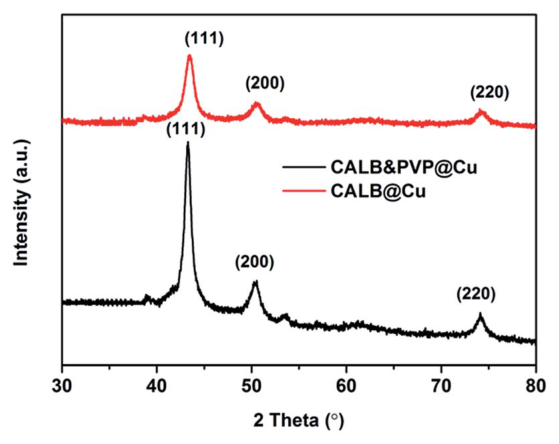 (111)
(200)
(220)
(111)
CALB&PVP@Cu
CALB@Cu
(200)
(220)
Intensity (a.u.)
30 40 50 60 70 80
2 Theta (°)